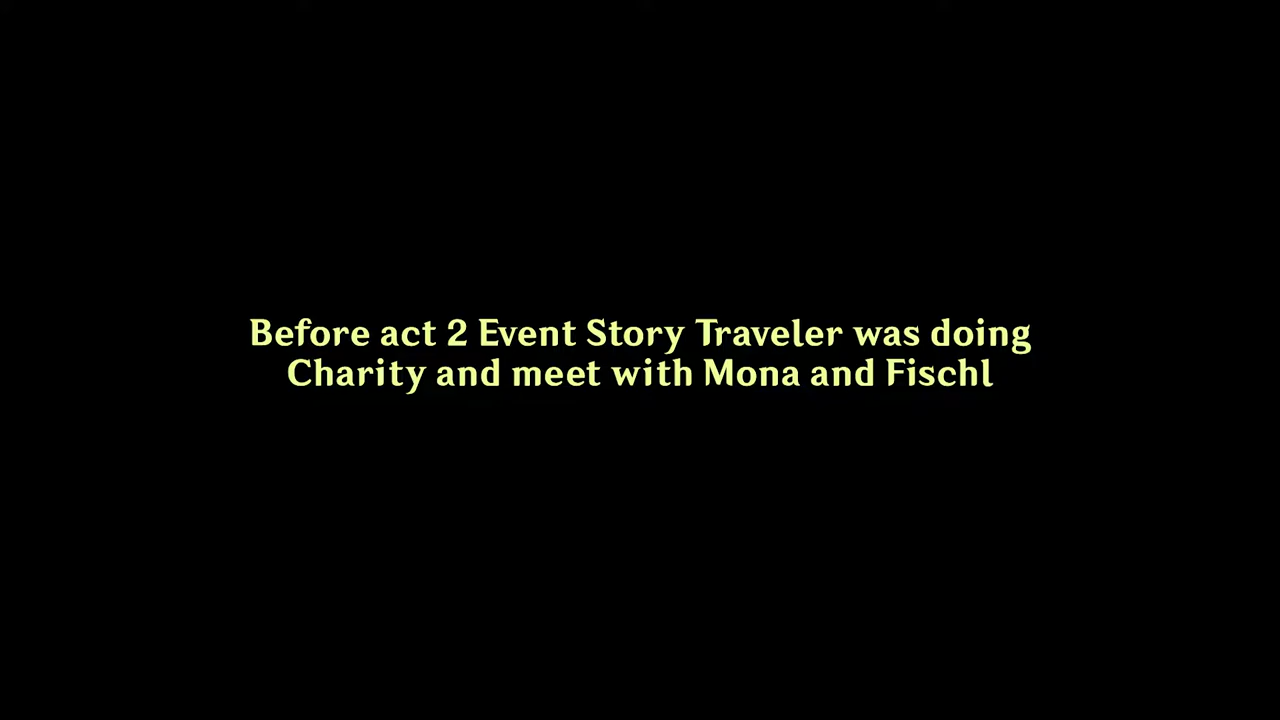 Before act 2 Event Story Traveler was doing
Charity and meet with Mona and Fischl